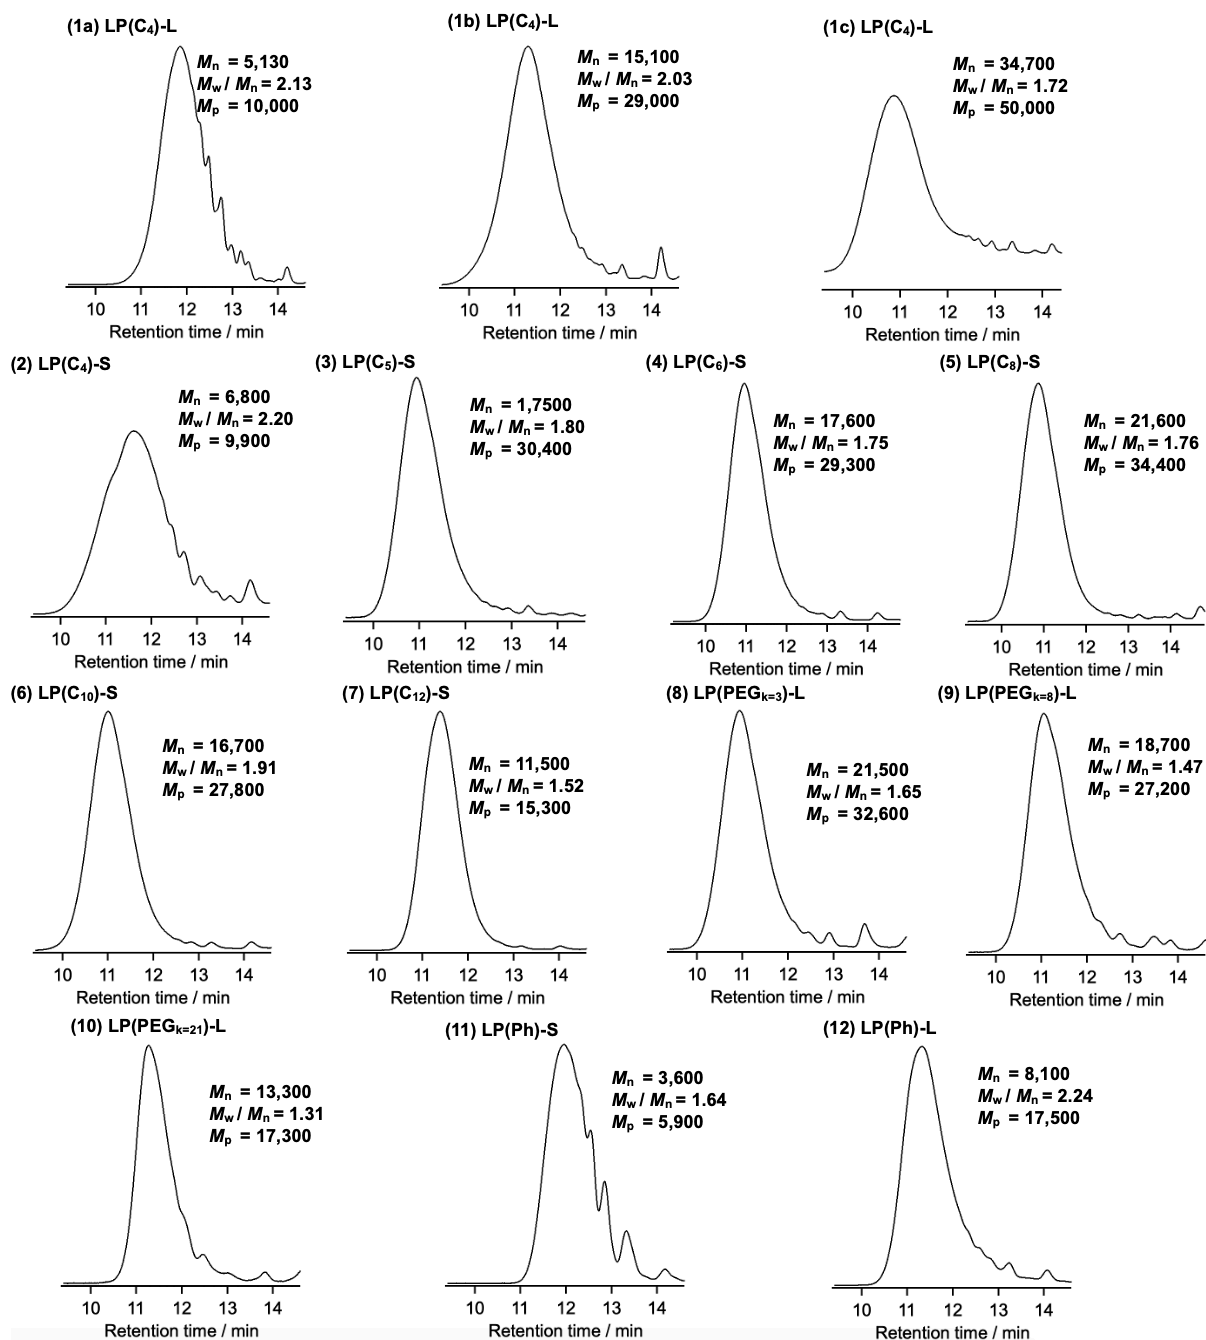 (1a) LP(C₄)-L
Mₙ = 5,130
M_w / Mₙ = 2.13
Mₚ = 10,000
10 11 12 13 14
Retention time / min
(1b) LP(C₄)-L
Mₙ = 15,100
M_w / Mₙ = 2.03
Mₚ = 29,000
10 11 12 13 14
Retention time / min
(1c) LP(C₄)-L
Mₙ = 34,700
M_w / Mₙ = 1.72
Mₚ = 50,000
10 11 12 13 14
Retention time / min
(2) LP(C₄)-S
Mₙ = 6,800
M_w / Mₙ = 2.20
Mₚ = 9,900
10 11 12 13 14
Retention time / min
(3) LP(C₅)-S
Mₙ = 1,7500
M_w / Mₙ = 1.80
Mₚ = 30,400
10 11 12 13 14
Retention time / min
(4) LP(C₆)-S
Mₙ = 17,600
M_w / Mₙ = 1.75
Mₚ = 29,300
10 11 12 13 14
Retention time / min
(5) LP(C₈)-S
Mₙ = 21,600
M_w / Mₙ = 1.76
Mₚ = 34,400
10 11 12 13 14
Retention time / min
(6) LP(C₁₀)-S
Mₙ = 16,700
M_w / Mₙ = 1.91
Mₚ = 27,800
10 11 12 13 14
Retention time / min
(7) LP(C₁₂)-S
Mₙ = 11,500
M_w / Mₙ = 1.52
Mₚ = 15,300
10 11 12 13 14
Retention time / min
(8) LP(PEGₖ₌₃)-L
Mₙ = 21,500
M_w / Mₙ = 1.65
Mₚ = 32,600
10 11 12 13 14
Retention time / min
(9) LP(PEGₖ₌₈)-L
Mₙ = 18,700
M_w / Mₙ = 1.47
Mₚ = 27,200
10 11 12 13 14
Retention time / min
(10) LP(PEGₖ₌₂₁)-L
Mₙ = 13,300
M_w / Mₙ = 1.31
Mₚ = 17,300
10 11 12 13 14
Retention time / min
(11) LP(Ph)-S
Mₙ = 3,600
M_w / Mₙ = 1.64
Mₚ = 5,900
10 11 12 13 14
Retention time / min
(12) LP(Ph)-L
Mₙ = 8,100
M_w / Mₙ = 2.24
Mₚ = 17,500
10 11 12 13 14
Retention time / min